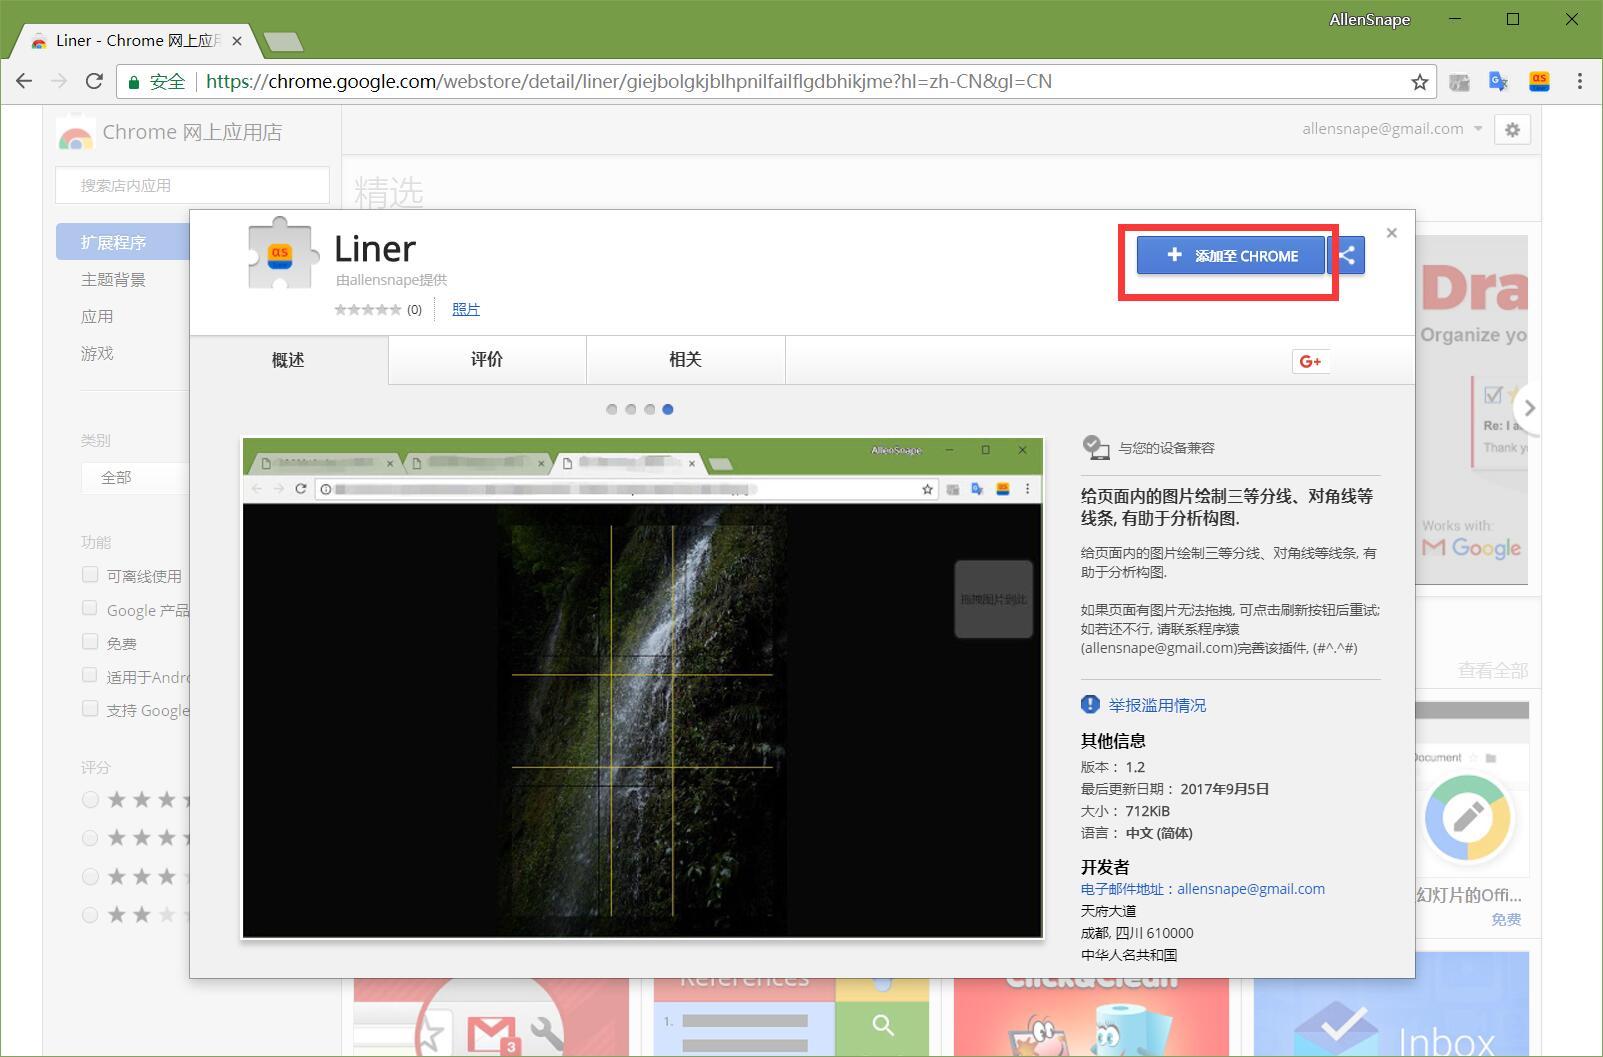 AllenSnape
Liner - Chrome 网上应用
安全
https://chrome.google.com/webstore/detail/liner/giejbolgkjblhpnilfailflgdbhikjme?hl=zh-CN&gl=CN
Chrome 网上应用店
allensnape@gmail.com
搜索店内应用
精选
扩展程序
主题背景
应用
游戏
类别
全部
功能
可离线使用
Google 产品
免费
适用于Andro
支持 Google
评分
αs
Liner
由allensnape提供
(0)
照片
添加至 CHROME
概述
评价
相关
G+
AllenSnape
拖拽图片到此
与您的设备兼容
给页面内的图片绘制三等分线、对角线等
线条, 有助于分析构图.
给页面内的图片绘制三等分线、对角线等线条, 有
助于分析构图.
如果页面有图片无法拖拽, 可点击刷新按钮后重试;
如若还不行, 请联系程序猿
(allensnape@gmail.com)完善该插件, (#^.^#)
举报滥用情况
其他信息
版本： 1.2
最后更新日期： 2017年9月5日
大小： 712KiB
语言： 中文 (简体)
开发者
电子邮件地址：allensnape@gmail.com
天府大道
成都, 四川 610000
中华人民共和国
Dra
Organize yo
Re: I a
Thank y
Works with:
Google
查看全部
Document
幻灯片的Offi...
免费
3
References
1.
Click&Clean
Inbox